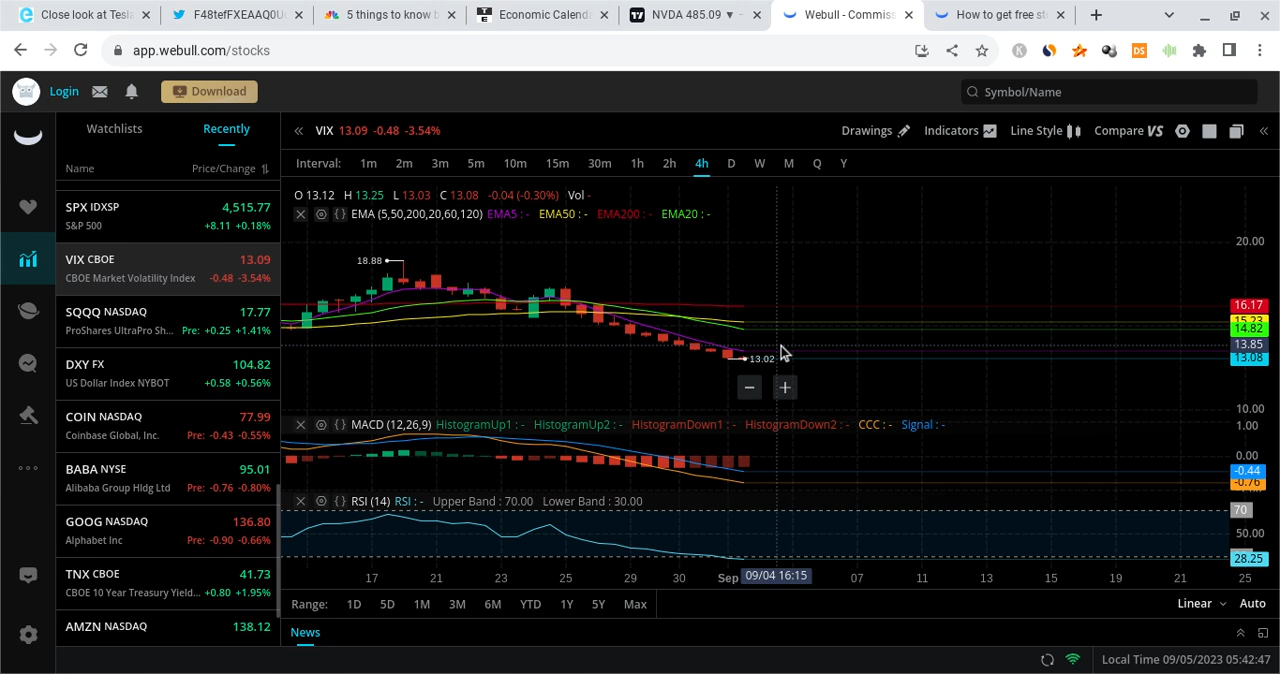 Close look at Tesla
F48tefFXEAAQ0U
5 things to know b
Economic Calend
NVDA 485.09 ▼ -
Webull - Commiss
How to get free st
app.webull.com/stocks
Login
Download
Symbol/Name
Watchlists
Recently
VIX 13.09 -0.48 -3.54%
Drawings
Indicators
Line Style
Compare VS
Name
Price/Change
Interval: 1m 2m 3m 5m 10m 15m 30m 1h 2h 4h D W M Q Y
O 13.12 H 13.25 L 13.03 C 13.08 -0.04 (-0.30%) Vol -
EMA (5,50,200,20,60,120) EMA5 : - EMA50 : - EMA200 : - EMA20 : -
SPX IDXSP 4,515.77
S&P 500 +8.11 +0.18%
VIX CBOE 13.09
CBOE Market Volatility Index -0.48 -3.54%
SQQQ NASDAQ 17.77
ProShares UltraPro Sh... Pre: +0.25 +1.41%
DXY FX 104.82
US Dollar Index NYBOT +0.58 +0.56%
COIN NASDAQ 77.99
Coinbase Global, Inc. Pre: -0.43 -0.55%
BABA NYSE 95.01
Alibaba Group Hldg Ltd Pre: -0.76 -0.80%
GOOG NASDAQ 136.80
Alphabet Inc Pre: -0.90 -0.66%
TNX CBOE 41.73
CBOE 10 Year Treasury Yield... +0.80 +1.95%
AMZN NASDAQ 138.12
18.88
13.02
20.00
16.17
15.23
14.82
13.85
13.08
10.00
MACD (12,26,9) HistogramUp1 : - HistogramUp2 : - HistogramDown1 : - HistogramDown2 : - CCC : - Signal : -
1.00
0.00
-0.44
-0.76
RSI (14) RSI : - Upper Band : 70.00 Lower Band : 30.00
70
50.00
28.25
17 21 23 25 29 30 Sep 09/04 16:15 07 11 13 15 19 21 25
Range: 1D 5D 1M 3M 6M YTD 1Y 5Y Max
Linear
Auto
News
Local Time 09/05/2023 05:42:47